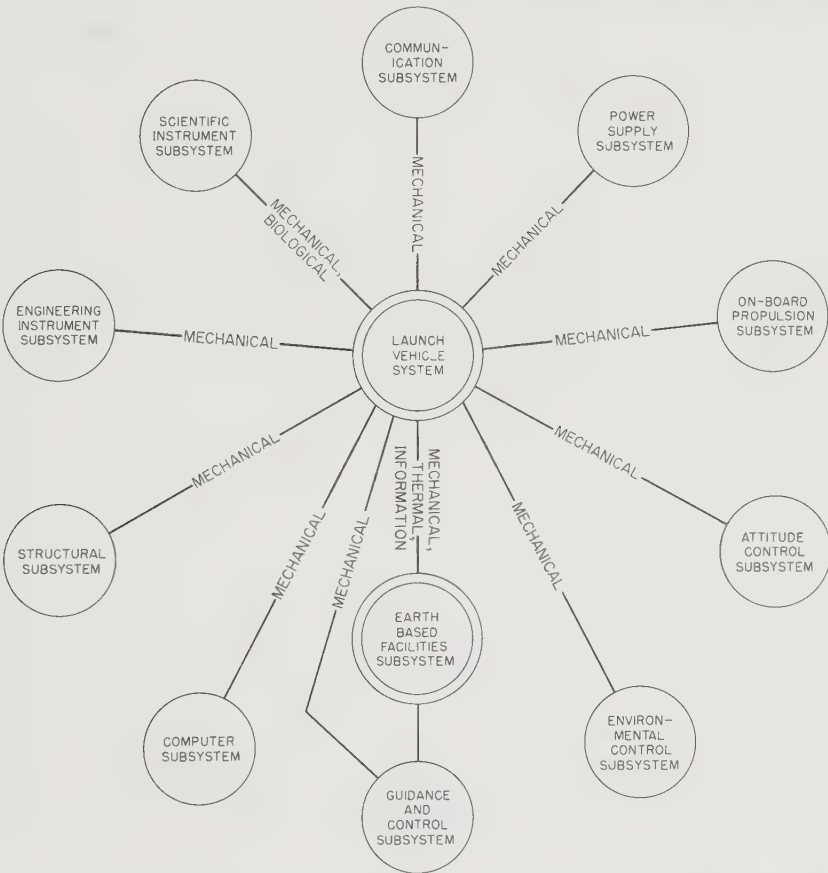 COMMUN-
ICATION
SUBSYSTEM
SCIENTIFIC
INSTRUMENT
SUBSYSTEM
POWER
SUPPLY
SUBSYSTEM
MECHANICAL,
BIOLOGICAL
MECHANICAL
MECHANICAL
ENGINEERING
INSTRUMENT
SUBSYSTEM
MECHANICAL
LAUNCH
VEHICLE
SYSTEM
MECHANICAL
ON-BOARD
PROPULSION
SUBSYSTEM
MECHANICAL
MECHANICAL,
THERMAL,
INFORMATION
MECHANICAL
STRUCTURAL
SUBSYSTEM
MECHANICAL
MECHANICAL
MECHANICAL
ATTITUDE
CONTROL
SUBSYSTEM
EARTH
BASED
FACILITIES
SUBSYSTEM
COMPUTER
SUBSYSTEM
ENVIRON-
MENTAL
CONTROL
SUBSYSTEM
GUIDANCE
AND
CONTROL
SUBSYSTEM